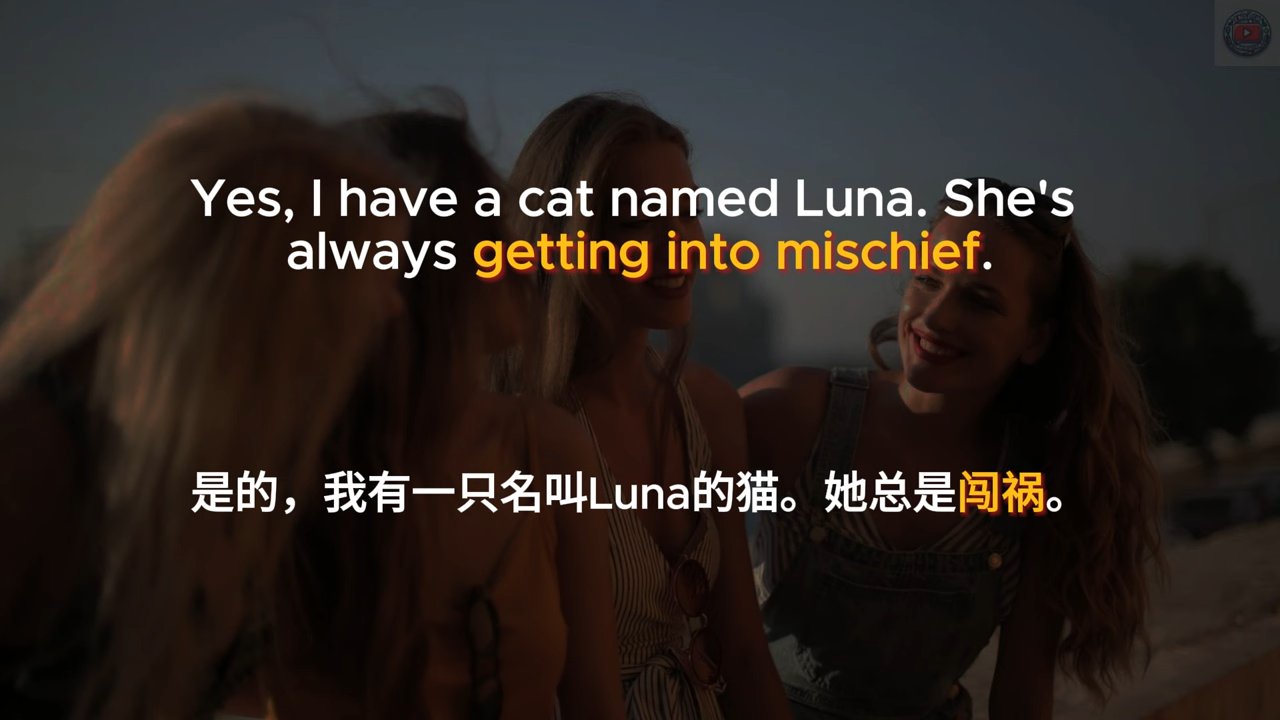 Yes, I have a cat named Luna. She's
always getting into mischief.
是的，我有一只名叫Luna的猫。她总是闯祸。